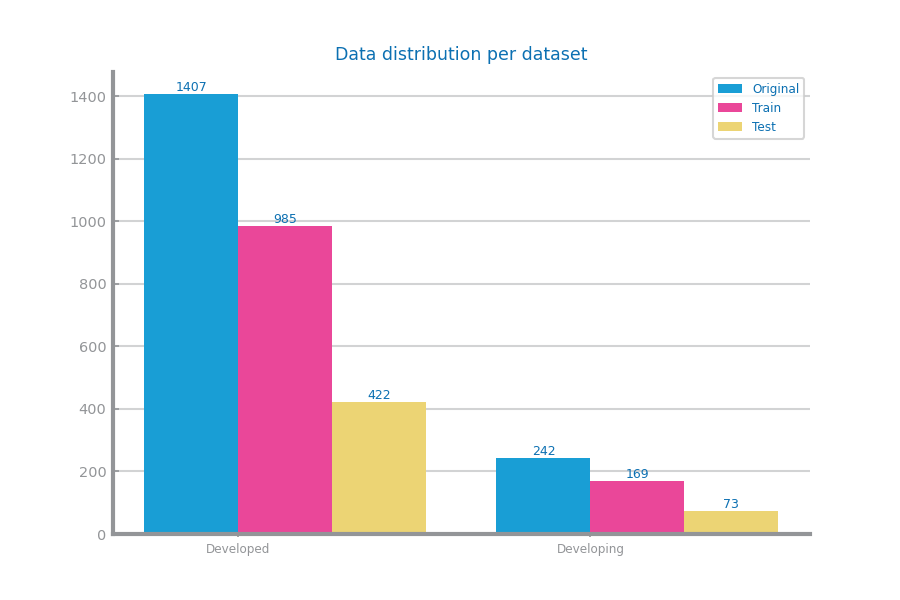 Data distribution per dataset
Original
Train
Test
1400
1200
1000
800
600
400
200
0
1407
985
422
242
169
73
Developed
Developing